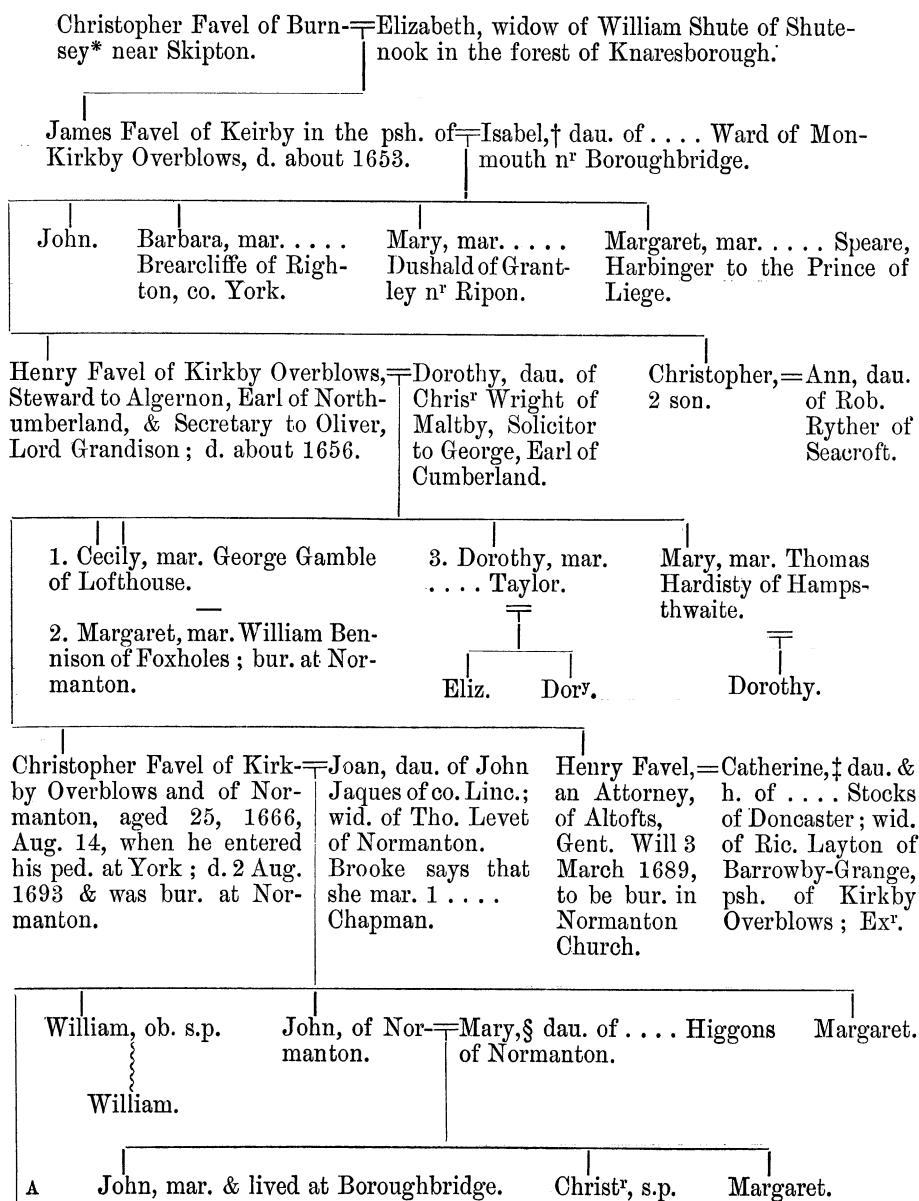 Christopher Favel of Burn-
sey* near Skipton.
Elizabeth, widow of William Shute of Shute-
nook in the forest of Knaresborough.
James Favel of Keirby in the psh. of
Kirkby Overblows, d. about 1653.
Isabel,† dau. of . . . . Ward of Mon-
mouth nʳ Boroughbridge.
John.
Barbara, mar. . . . . .
Brearcliffe of Righ-
ton, co. York.
Mary, mar. . . . . .
Dushald of Grant-
ley nʳ Ripon.
Margaret, mar. . . . . . Speare,
Harbinger to the Prince of
Liege.
Henry Favel of Kirkby Overblows,
Steward to Algernon, Earl of North-
umberland, & Secretary to Oliver,
Lord Grandison ; d. about 1656.
Dorothy, dau. of
Chrisʳ Wright of
Maltby, Solicitor
to George, Earl of
Cumberland.
Christopher,
2 son.
Ann, dau.
of Rob.
Ryther of
Seacroft.
1. Cecily, mar. George Gamble
of Lofthouse.
2. Margaret, mar. William Ben-
nison of Foxholes ; bur. at Nor-
manton.
3. Dorothy, mar.
. . . . Taylor.
Eliz.
Dorʸ.
Mary, mar. Thomas
Hardisty of Hamps-
thwaite.
Dorothy.
Christopher Favel of Kirk-
by Overblows and of Nor-
manton, aged 25, 1666,
Aug. 14, when he entered
his ped. at York ; d. 2 Aug.
1693 & was bur. at Nor-
manton.
Joan, dau. of John
Jaques of co. Linc.;
wid. of Tho. Levet
of Normanton.
Brooke says that
she mar. 1 . . . .
Chapman.
Henry Favel,
an Attorney,
of Altofts,
Gent. Will 3
March 1689,
to be bur. in
Normanton
Church.
Catherine,‡ dau. &
h. of . . . . Stocks
of Doncaster ; wid.
of Ric. Layton of
Barrowby-Grange,
psh. of Kirkby
Overblows ; Exʳ.
William, ob. s.p.
William.
John, of Nor-
manton.
Mary,§ dau. of . . . . Higgons
of Normanton.
Margaret.
A
John, mar. & lived at Boroughbridge.
Christʳ, s.p.
Margaret.